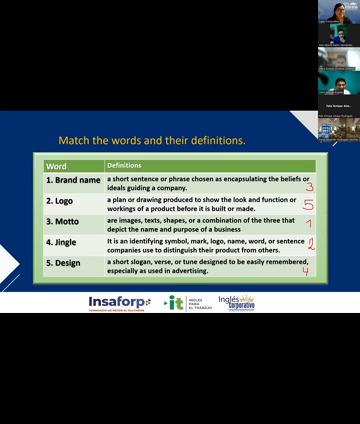 Match the words and their definitions.
Word Definitions
1. Brand name a short sentence or phrase chosen as encapsulating the beliefs or
ideals guiding a company. 3
2. Logo a plan or drawing produced to show the look and function or
workings of a product before it is built or made. 5
3. Motto are images, texts, shapes, or a combination of the three that
depict the name and purpose of a business 1
4. Jingle It is an identifying symbol, mark, logo, name, word, or sentence
companies use to distinguish their product from others. 2
5. Design a short slogan, verse, or tune designed to be easily remembered,
especially as used in advertising. 4
Insaforp
it
INGLÉS
PARA
EL TRABAJO
Inglés
Corporativo